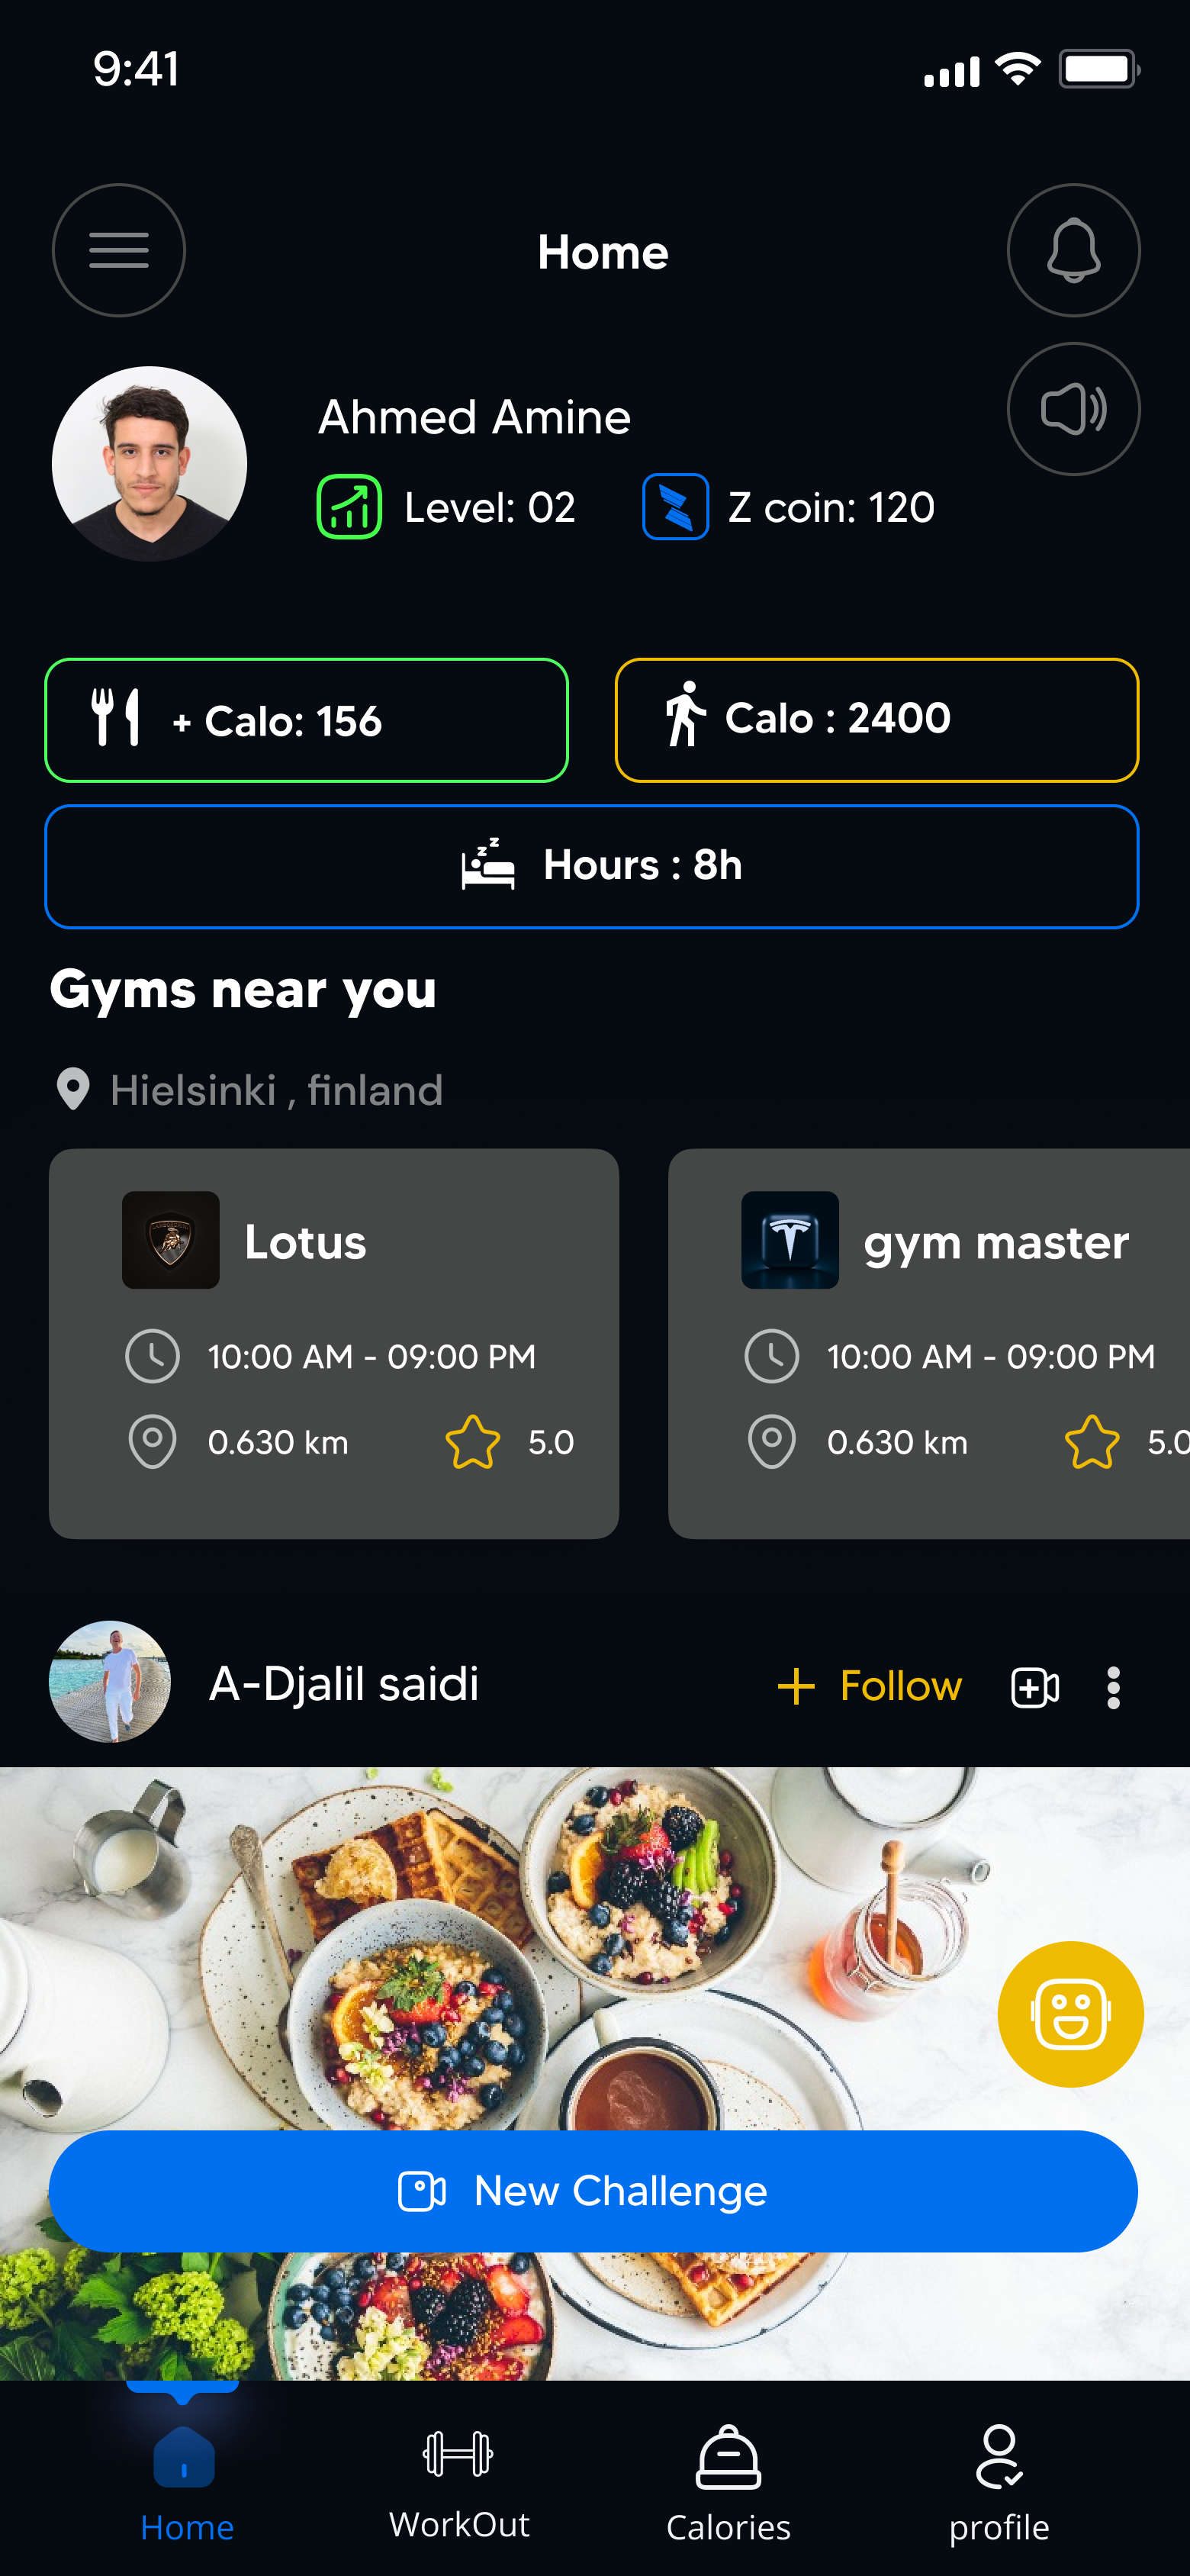 9:41
Home
Ahmed Amine
Level: 02
Z coin: 120
+ Calo: 156
Calo : 2400
Hours : 8h
Gyms near you
Hielsinki , finland
Lotus
10:00 AM - 09:00 PM
0.630 km
5.0
gym master
10:00 AM - 09:00 PM
0.630 km
5.0
A-Djalil saidi
+ Follow
New Challenge
Home
WorkOut
Calories
profile